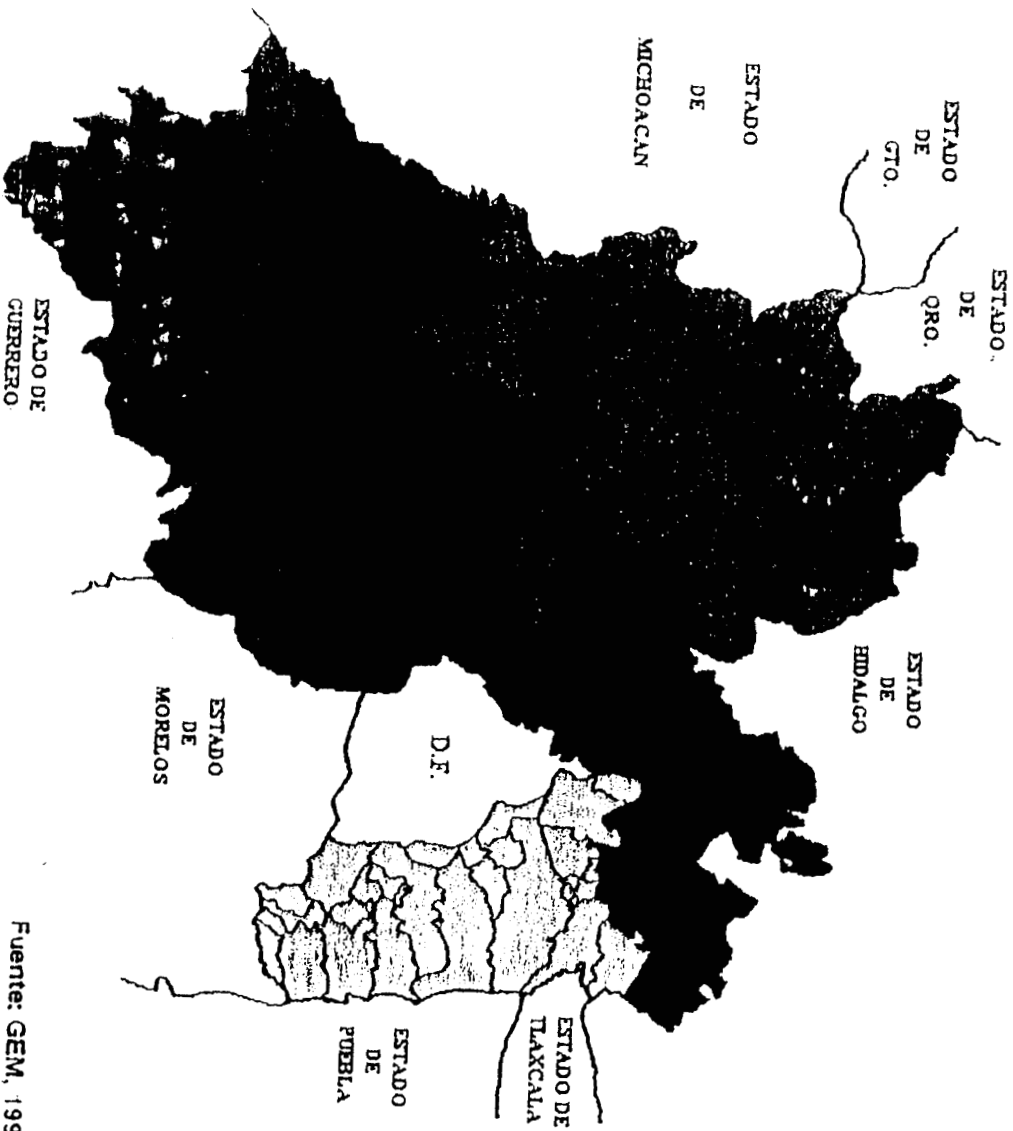 ESTADO
DE
GTO.
ESTADO
DE
QRO.
ESTADO
DE
MICHOACAN
ESTADO
DE
HIDALGO
D.F.
ESTADO DE
TLAXCALA
ESTADO
DE
PUEBLA
ESTADO
DE
MORELOS
ESTADO DE
GUERRERO
Fuente: GEM, 199